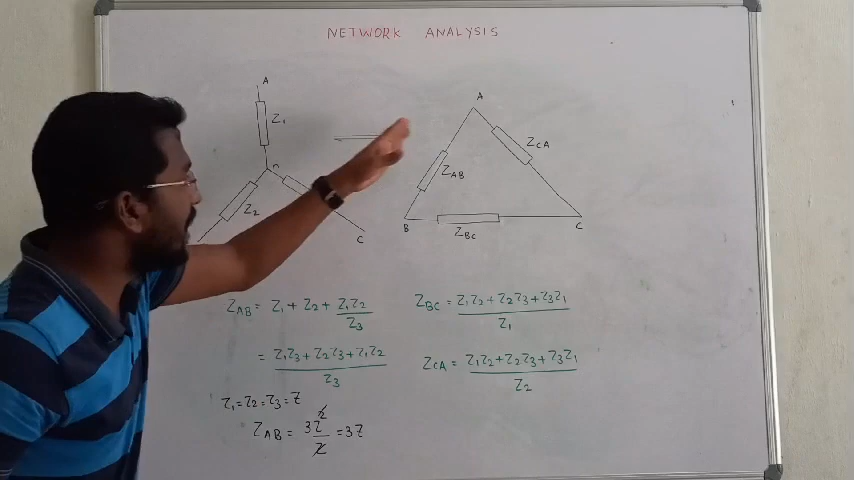 NETWORK ANALYSIS
A
Z1
Z2
C
A
ZCA
ZAB
B
ZBC
C
ZAB = Z1 + Z2 + Z1Z2/Z3
= Z1Z3+Z2Z3+Z1Z2/Z3
ZBC = Z1Z2+Z2Z3+Z3Z1/Z1
ZCA = Z1Z2+Z2Z3+Z3Z1/Z2
Z1=Z2=Z3=Z
ZAB = 3Z²/Z = 3Z